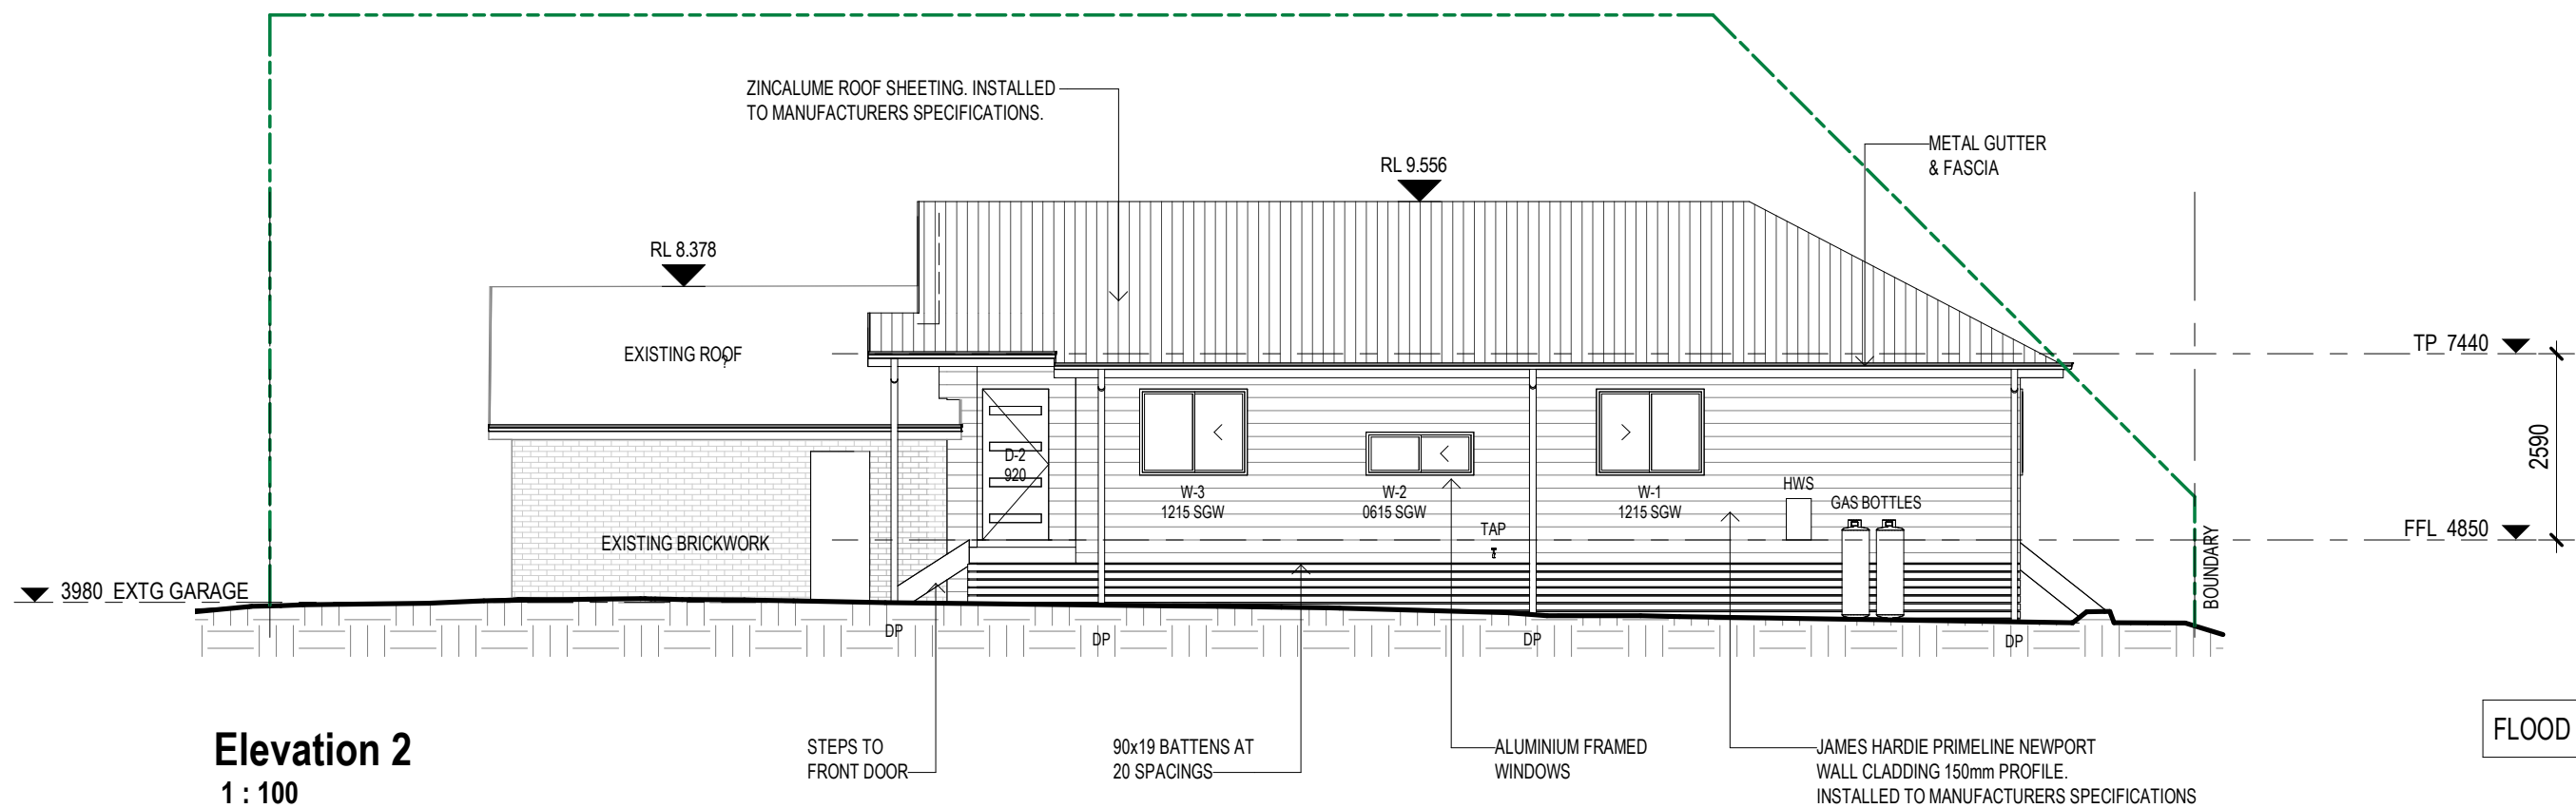 ZINCALUME ROOF SHEETING. INSTALLED
TO MANUFACTURERS SPECIFICATIONS.
METAL GUTTER
& FASCIA
RL 9.556
RL 8.378
EXISTING ROOF
?
TP 7440
2590
D-2
920
W-3
1215 SGW
W-2
0615 SGW
W-1
1215 SGW
HWS
GAS BOTTLES
TAP
EXISTING BRICKWORK
FFL 4850
BOUNDARY
3980 EXTG GARAGE
DP
DP
DP
DP
FLOOD
Elevation 2
1 : 100
STEPS TO
FRONT DOOR
90x19 BATTENS AT
20 SPACINGS
ALUMINIUM FRAMED
WINDOWS
JAMES HARDIE PRIMELINE NEWPORT
WALL CLADDING 150mm PROFILE.
INSTALLED TO MANUFACTURERS SPECIFICATIONS